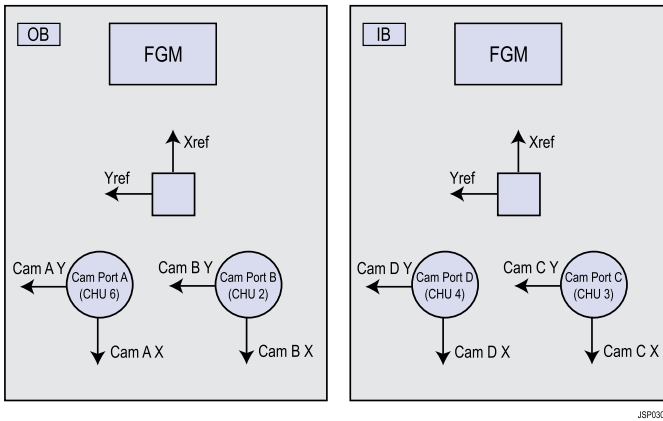 OB
FGM
Xref
Yref
Cam A Y
Cam Port A
(CHU 6)
Cam B Y
Cam Port B
(CHU 2)
Cam A X
Cam B X
IB
FGM
Xref
Yref
Cam D Y
Cam Port D
(CHU 4)
Cam C Y
Cam Port C
(CHU 3)
Cam D X
Cam C X
JSP030